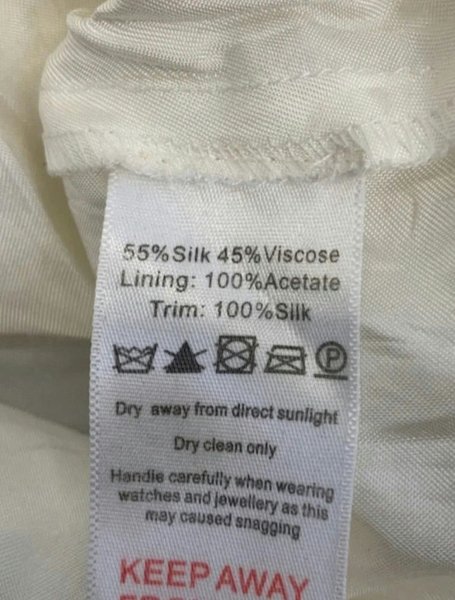 55%Silk 45%Viscose
Lining: 100%Acetate
Trim: 100%Silk
P
Dry away from direct sunlight
Dry clean only
Handle carefully when wearing
watches and jewellery as this
may caused snagging
KEEP AWAY